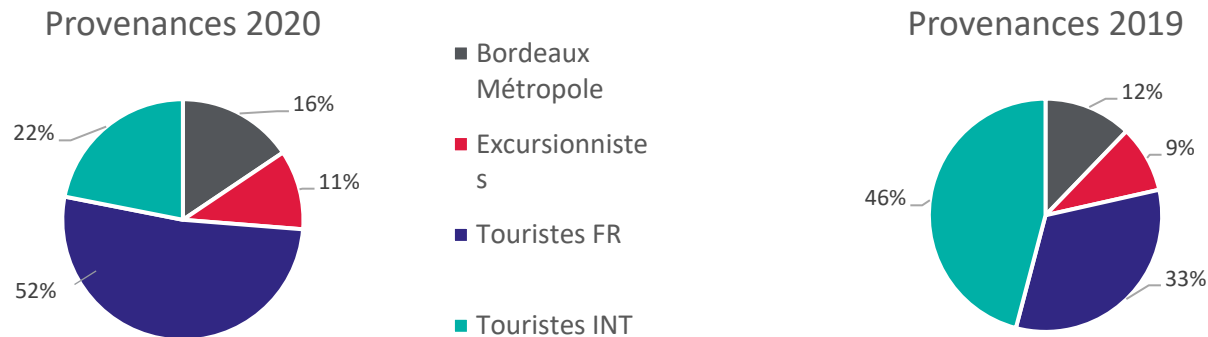 Provenances 2020
16%
22%
11%
52%
Bordeaux
Métropole
Excursionniste
s
Touristes FR
Touristes INT
Provenances 2019
12%
9%
46%
33%